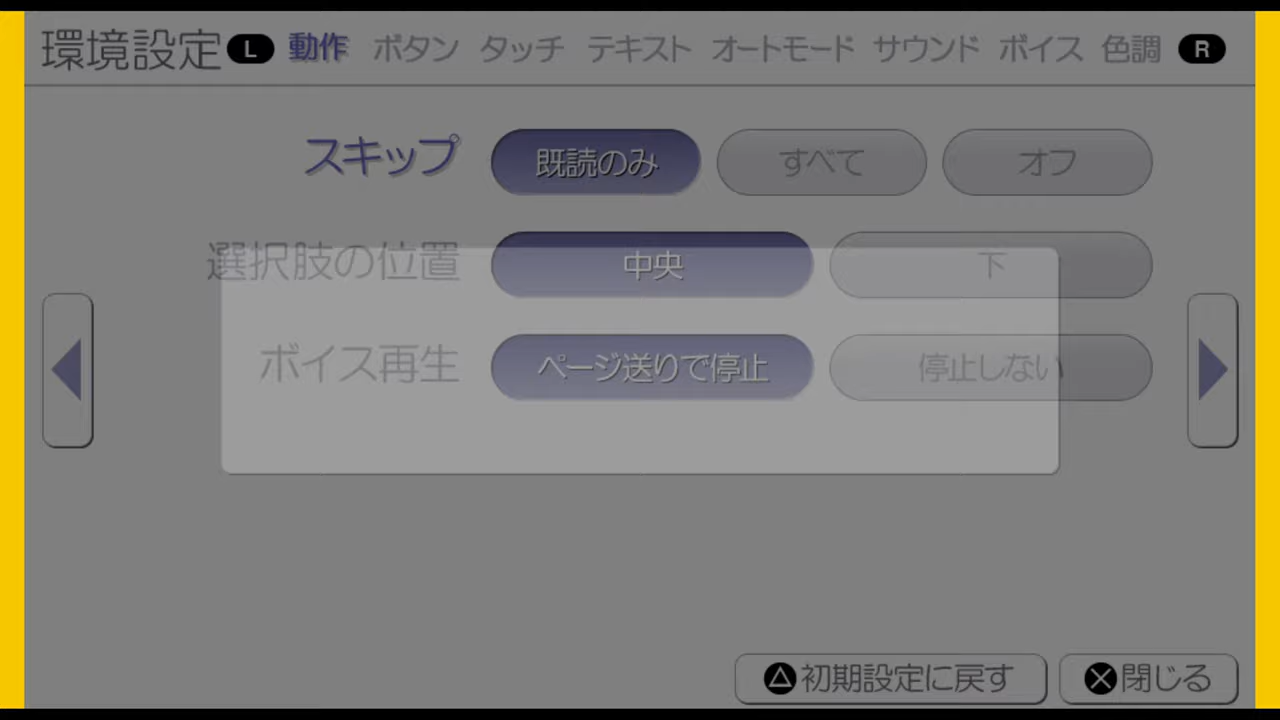 環境設定 L 動作 ボタン タッチ テキスト オートモード サウンド ボイス 色調 R
スキップ 既読のみ すべて オフ
選択肢の位置 中央 下
ボイス再生 ページ送りで停止 停止しない
初期設定に戻す 閉じる